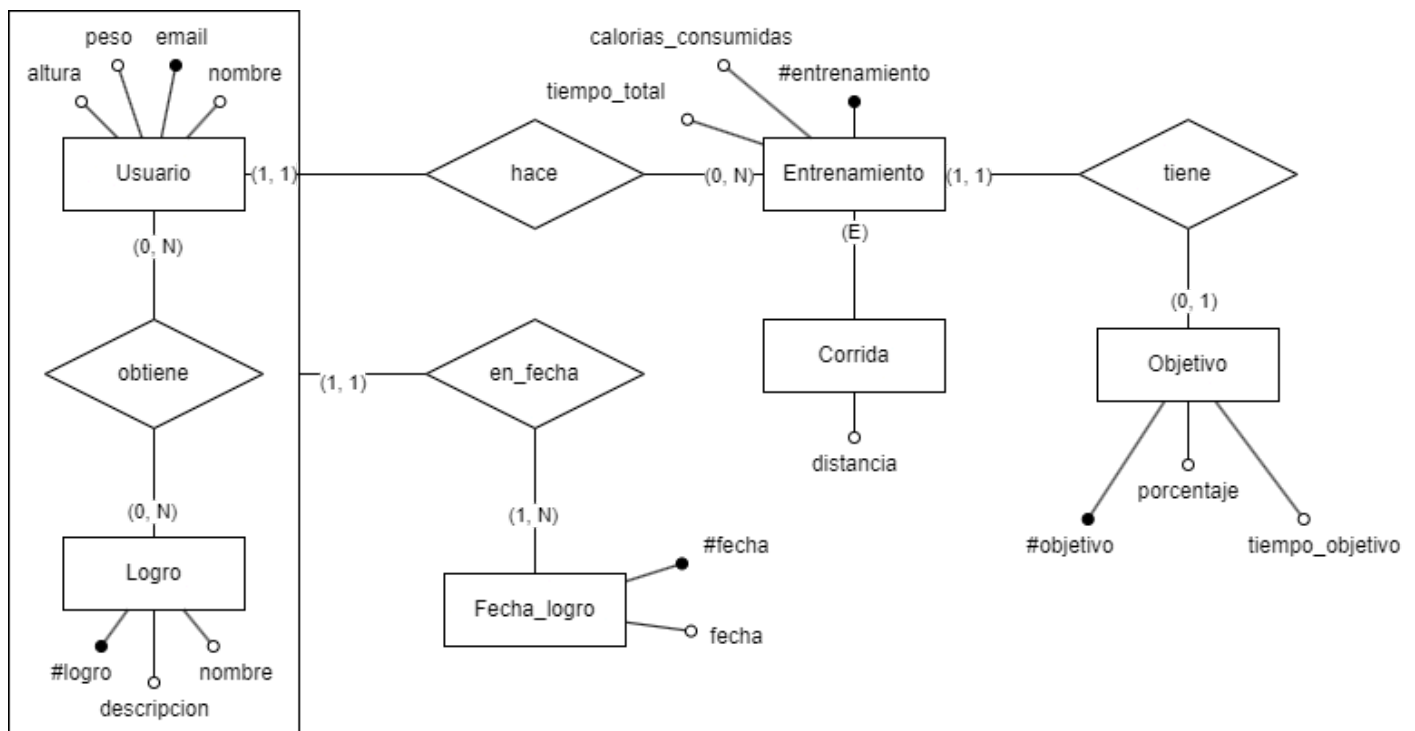 peso
email
calorias_consumidas
altura
nombre
#entrenamiento
tiempo_total
Usuario
(1, 1)
hace
(0, N)
Entrenamiento
(1, 1)
tiene
(0, N)
(E)
(0, 1)
obtiene
(1, 1)
en_fecha
Corrida
Objetivo
distancia
porcentaje
(0, N)
(1, N)
#objetivo
tiempo_objetivo
#fecha
Logro
Fecha_logro
fecha
#logro
nombre
descripcion